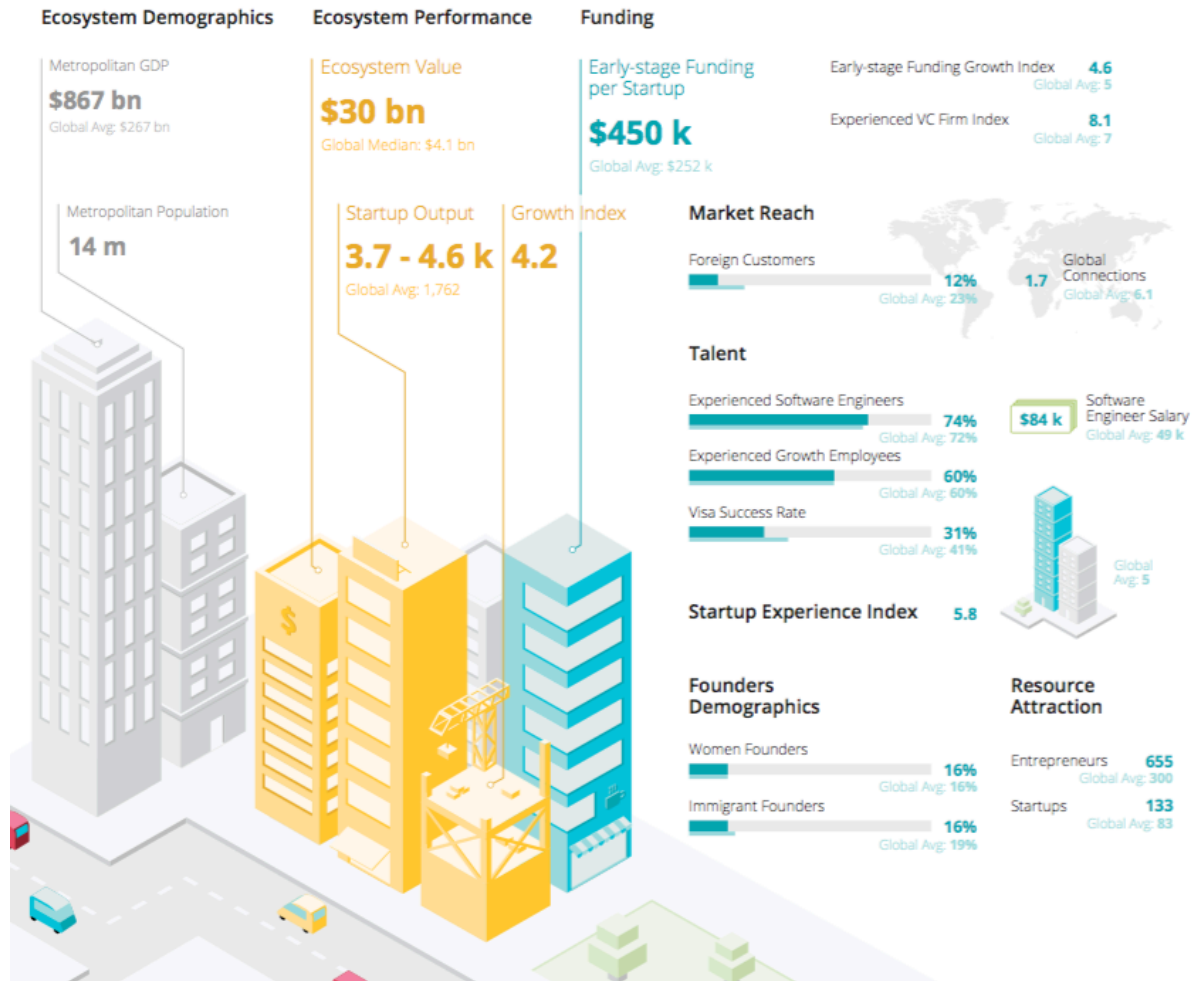 Ecosystem Demographics
Metropolitan GDP
$867 bn
Global Avg: $267 bn
Metropolitan Population
14 m
Ecosystem Performance
Ecosystem Value
$30 bn
Global Median: $4.1 bn
Startup Output
3.7 - 4.6 k
Global Avg: 1,762
Growth Index
4.2
Funding
Early-stage Funding
per Startup
$450 k
Global Avg: $252 k
Early-stage Funding Growth Index 4.6
Global Avg: 5
Experienced VC Firm Index 8.1
Global Avg: 7
Market Reach
Foreign Customers
12%
Global Avg: 23%
1.7
Global
Connections
Global Avg: 6.1
Talent
Experienced Software Engineers
74%
Global Avg: 72%
Experienced Growth Employees
60%
Global Avg: 60%
Visa Success Rate
31%
Global Avg: 41%
$84 k
Software
Engineer Salary
Global Avg: 49 k
Startup Experience Index 5.8
Global
Avg: 5
Founders
Demographics
Women Founders
16%
Global Avg: 16%
Immigrant Founders
16%
Global Avg: 19%
Resource
Attraction
Entrepreneurs 655
Global Avg: 300
Startups 133
Global Avg: 83
$